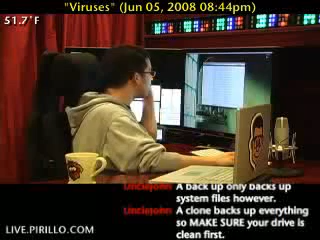 "Viruses" (Jun 05, 2008 08:44pm)
51.7°F
UncleJohn A back up only backs up
system files however.
UncleJohn A clone backs up everything
so MAKE SURE your drive is
clean first.
LIVE.PIRILLO.COM